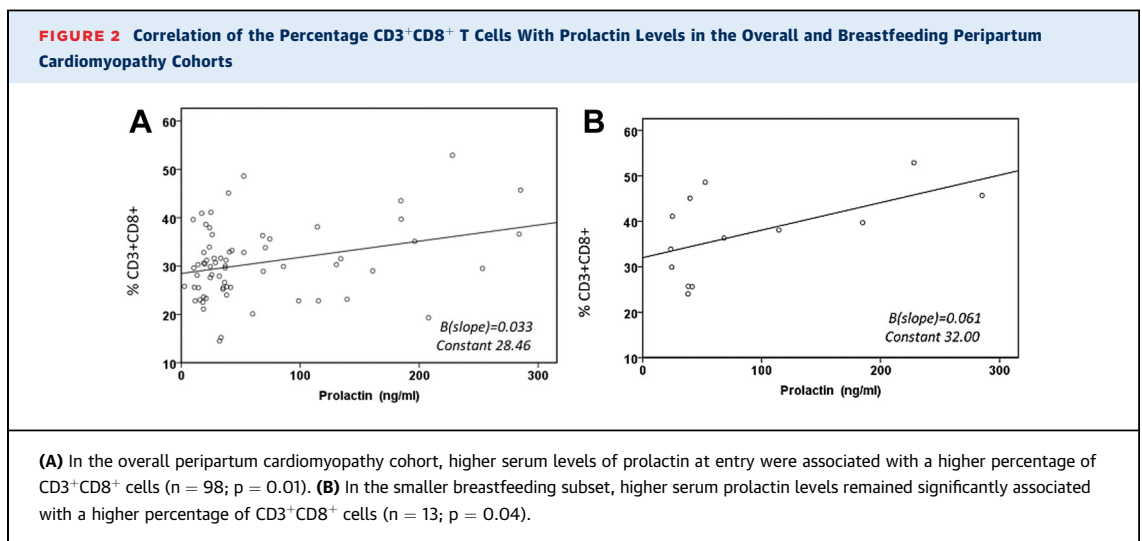 FIGURE 2 Correlation of the Percentage CD3⁺CD8⁺ T Cells With Prolactin Levels in the Overall and Breastfeeding Peripartum
Cardiomyopathy Cohorts
A
60
50
40
30
20
10
% CD3+CD8+
B(slope)=0.033
Constant 28.46
0
100
200
300
Prolactin (ng/ml)
B
60
50
40
30
20
10
% CD3+CD8+
B(slope)=0.061
Constant 32.00
0
100
200
300
Prolactin (ng/ml)
(A) In the overall peripartum cardiomyopathy cohort, higher serum levels of prolactin at entry were associated with a higher percentage of
CD3⁺CD8⁺ cells (n = 98; p = 0.01). (B) In the smaller breastfeeding subset, higher serum prolactin levels remained significantly associated
with a higher percentage of CD3⁺CD8⁺ cells (n = 13; p = 0.04).